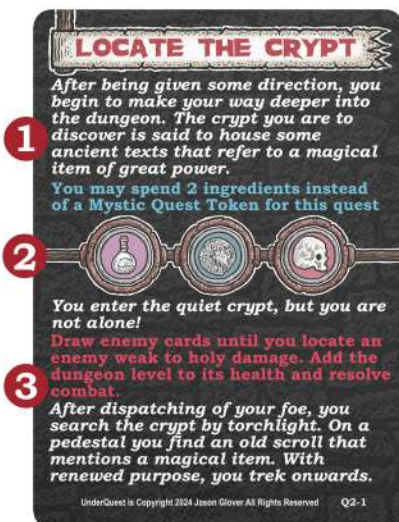 LOCATE THE CRYPT
After being given some direction, you
begin to make your way deeper into
the dungeon. The crypt you are to
1
discover is said to house some
ancient texts that refer to a magical
item of great power.
You may spend 2 ingredients instead
of a Mystic Quest Token for this quest
2
You enter the quiet crypt, but you are
not alone!
Draw enemy cards until you locate an
enemy weak to holy damage. Add the
dungeon level to its health and resolve
3
combat.
After dispatching of your foe, you
search the crypt by torchlight. On a
pedestal you find an old scroll that
mentions a magical item. With
renewed purpose, you trek onwards.
UnderQuest is Copyright 2024 Jason Glover All Rights Reserved Q2-1